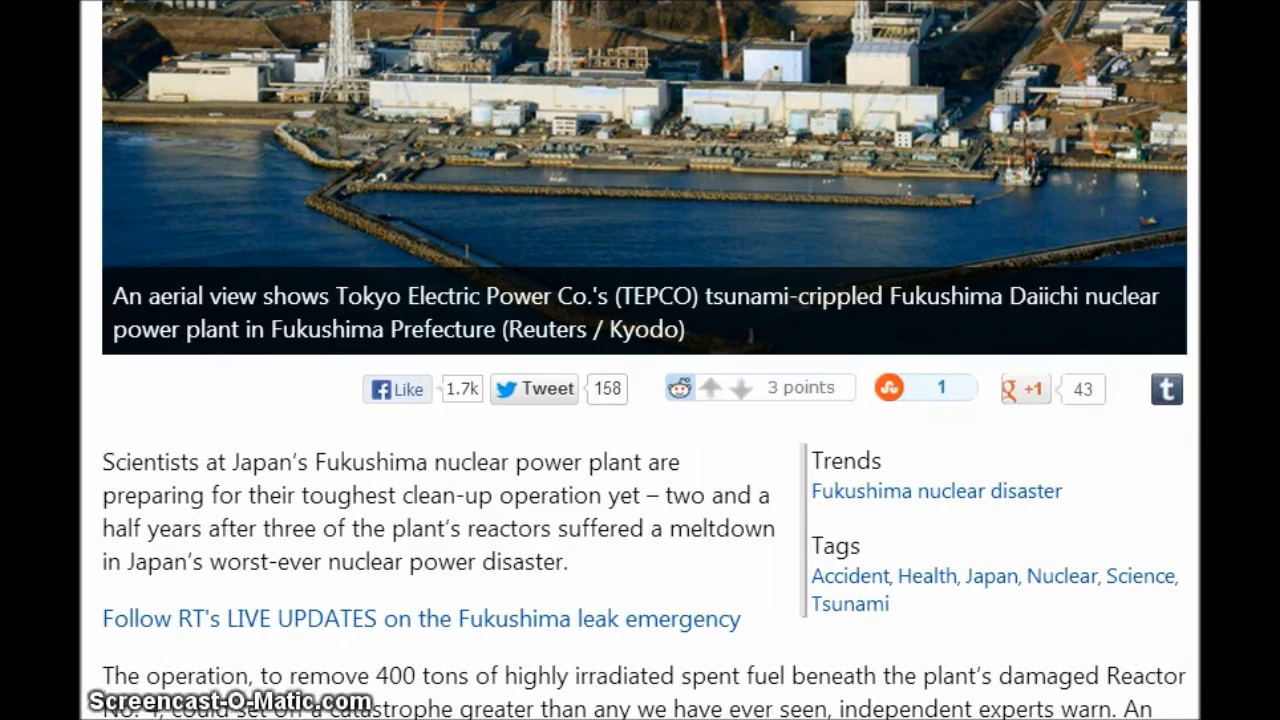 An aerial view shows Tokyo Electric Power Co.'s (TEPCO) tsunami-crippled Fukushima Daiichi nuclear
power plant in Fukushima Prefecture (Reuters / Kyodo)
Like 1.7k Tweet 158 3 points 1 +1 43
Scientists at Japan’s Fukushima nuclear power plant are
preparing for their toughest clean-up operation yet – two and a
half years after three of the plant’s reactors suffered a meltdown
in Japan’s worst-ever nuclear power disaster.
Follow RT's LIVE UPDATES on the Fukushima leak emergency
Trends
Fukushima nuclear disaster
Tags
Accident, Health, Japan, Nuclear, Science,
Tsunami
The operation, to remove 400 tons of highly irradiated spent fuel beneath the plant’s damaged Reactor
No. 4, could set off a catastrophe greater than any we have ever seen, independent experts warn. An
Screencast-O-Matic.com